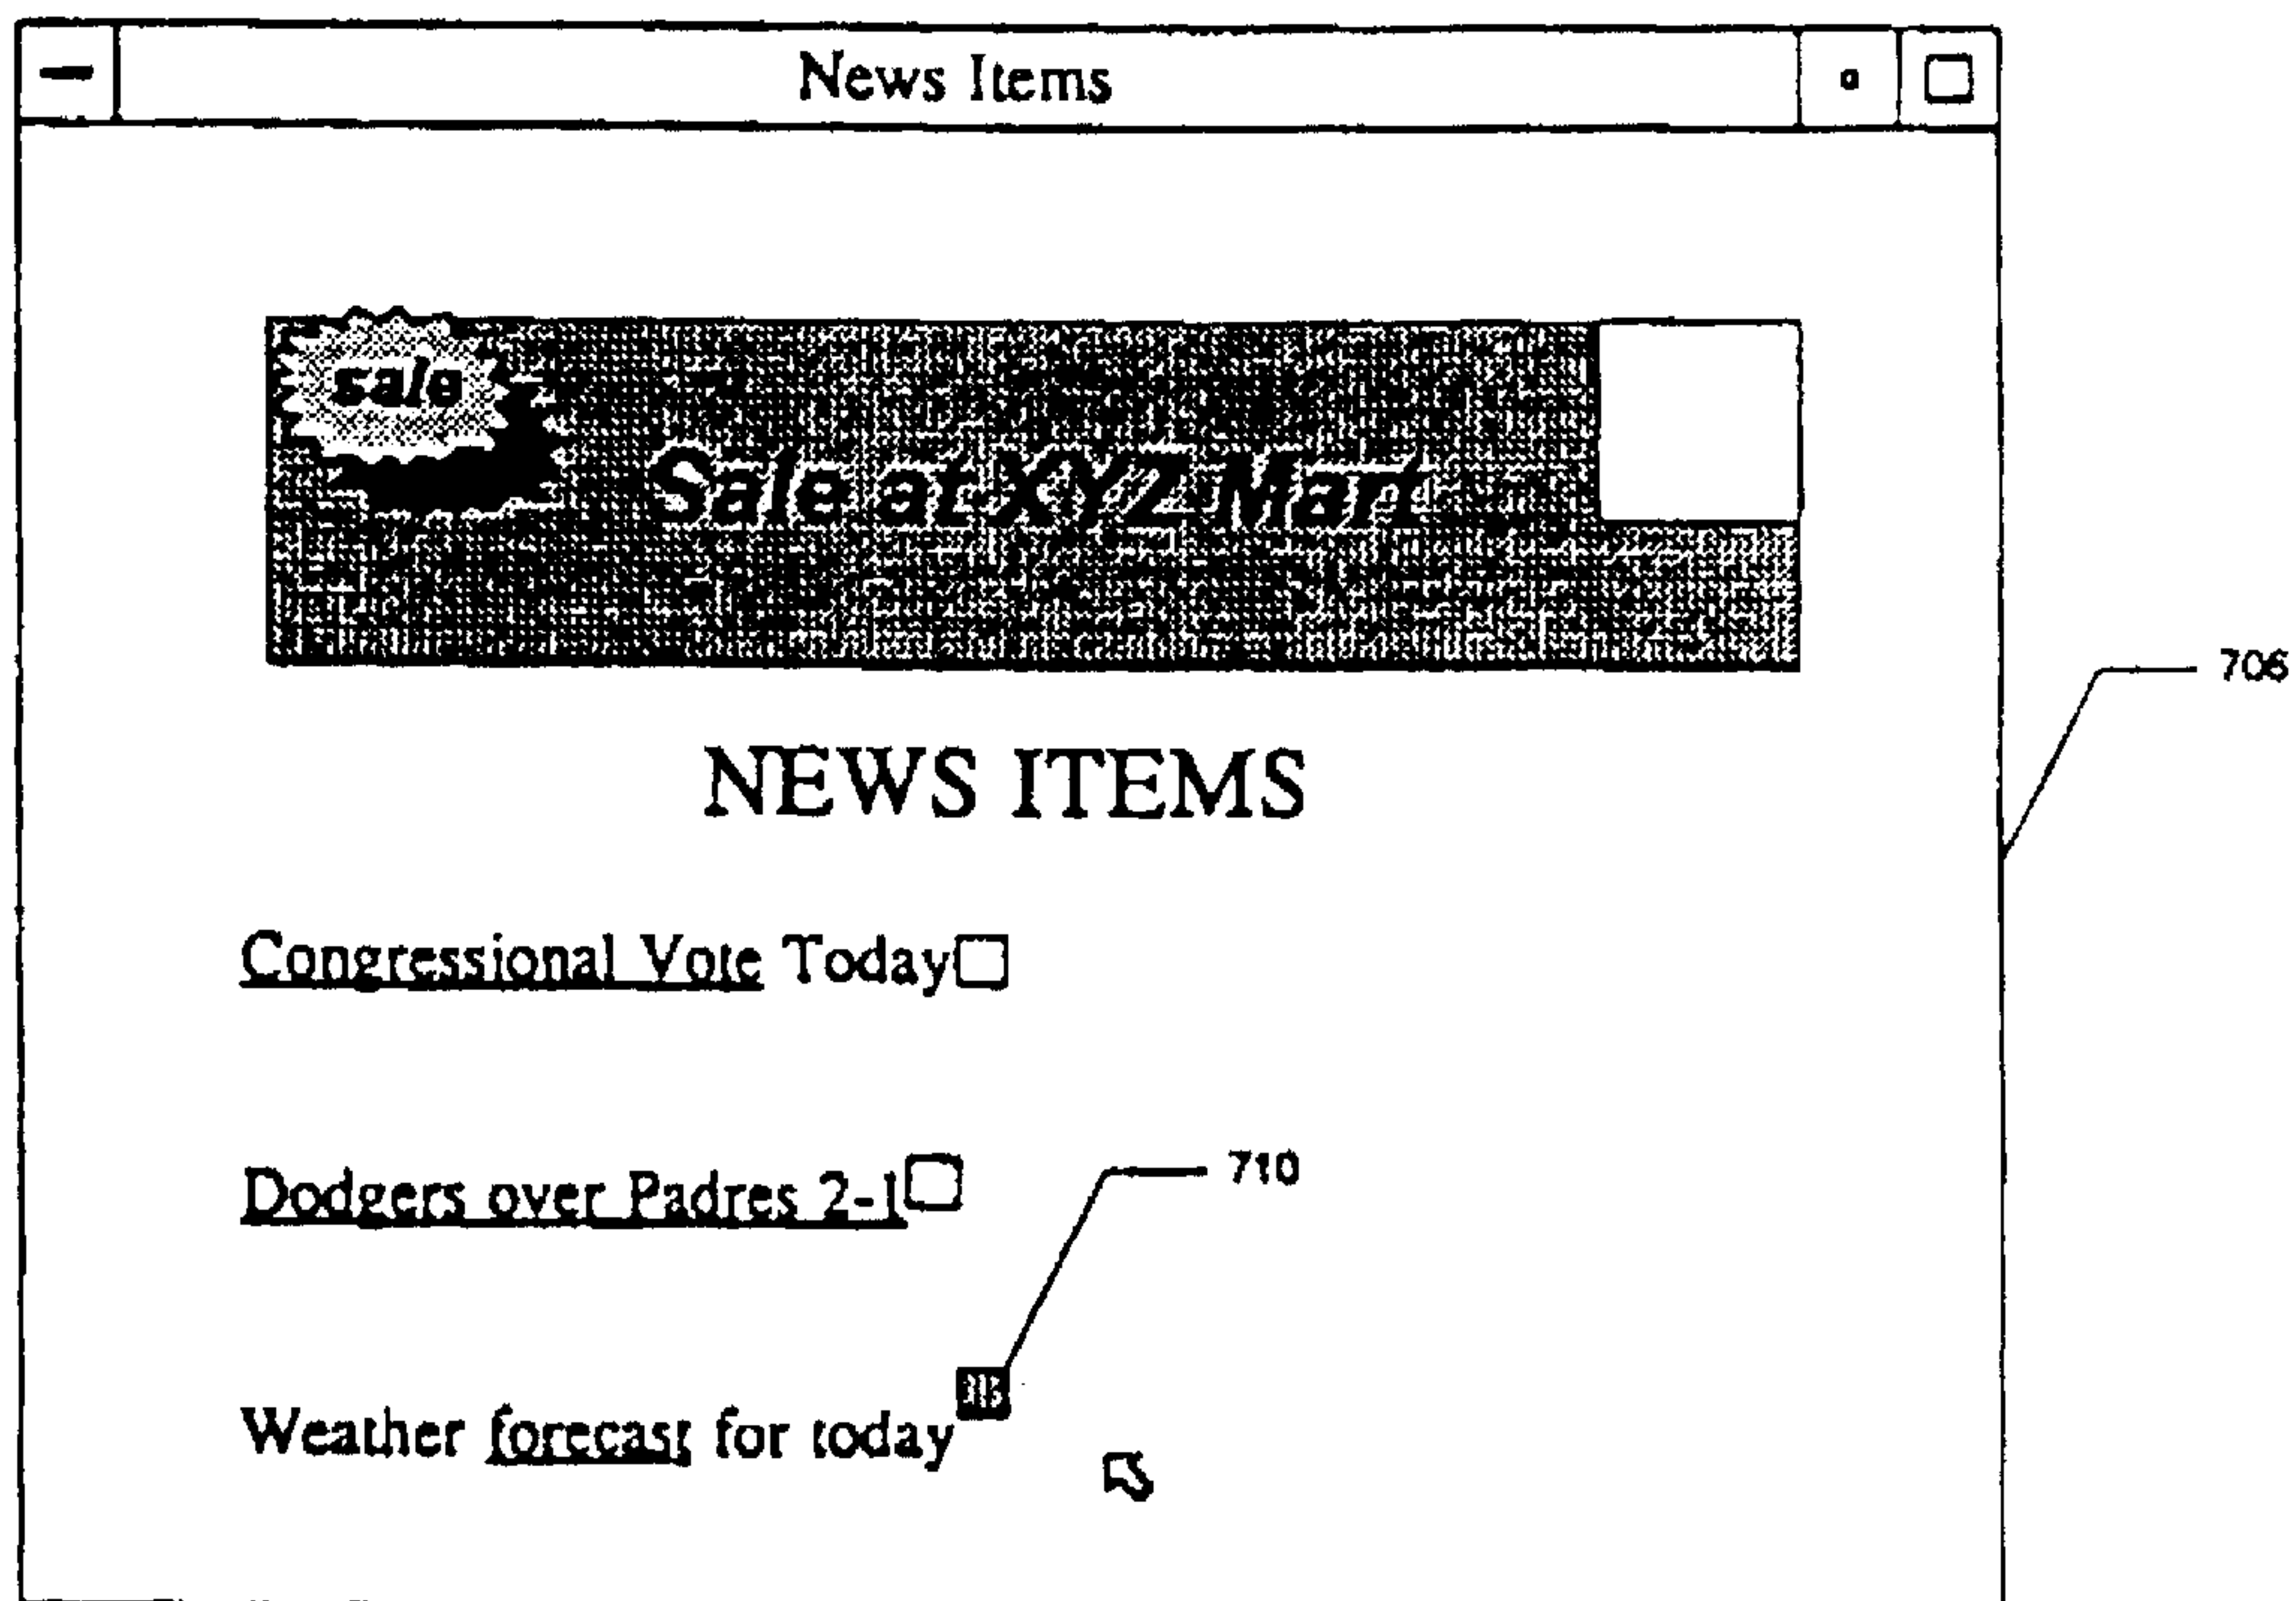 News Items
sale
Sale at XYZ Mart
706
NEWS ITEMS
Congressional Vote Today
Dodgers over Padres 2-1
710
Weather forecast for today